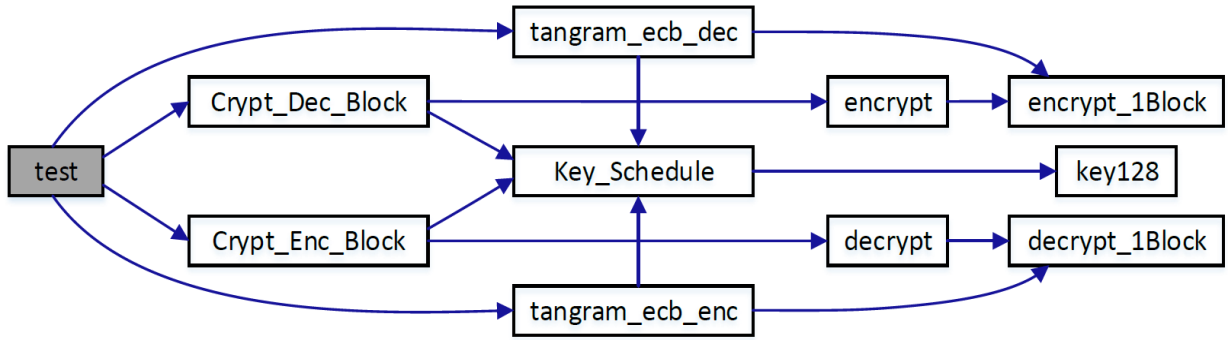 tangram_ecb_dec
Crypt_Dec_Block
encrypt
encrypt_1Block
test
Key_Schedule
key128
Crypt_Enc_Block
decrypt
decrypt_1Block
tangram_ecb_enc